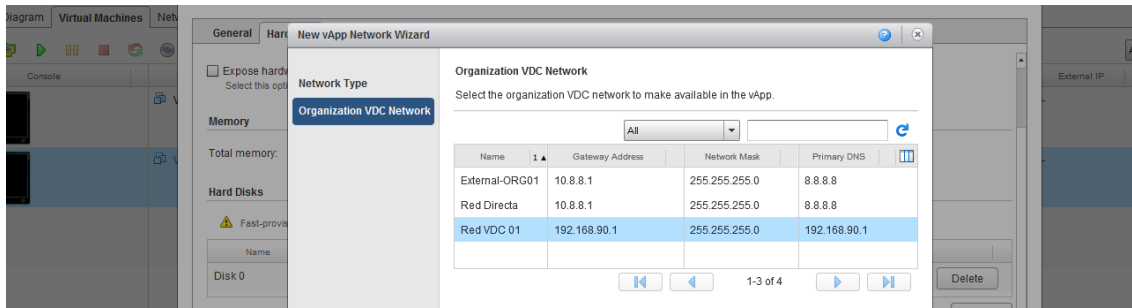 Diagram Virtual Machines Netw
General Hard New vApp Network Wizard
Console External IP
Expose hardw
Select this opti
Memory
Total memory:
Hard Disks
Fast-provis
Name
Disk 0
Network Type
Organization VDC Network
Organization VDC Network
Select the organization VDC network to make available in the vApp.
All
Name 1 Gateway Address Network Mask Primary DNS
External-ORG01 10.8.8.1 255.255.255.0 8.8.8.8
Red Directa 10.8.8.1 255.255.255.0 8.8.8.8
Red VDC 01 192.168.90.1 255.255.255.0 192.168.90.1
1-3 of 4
Delete